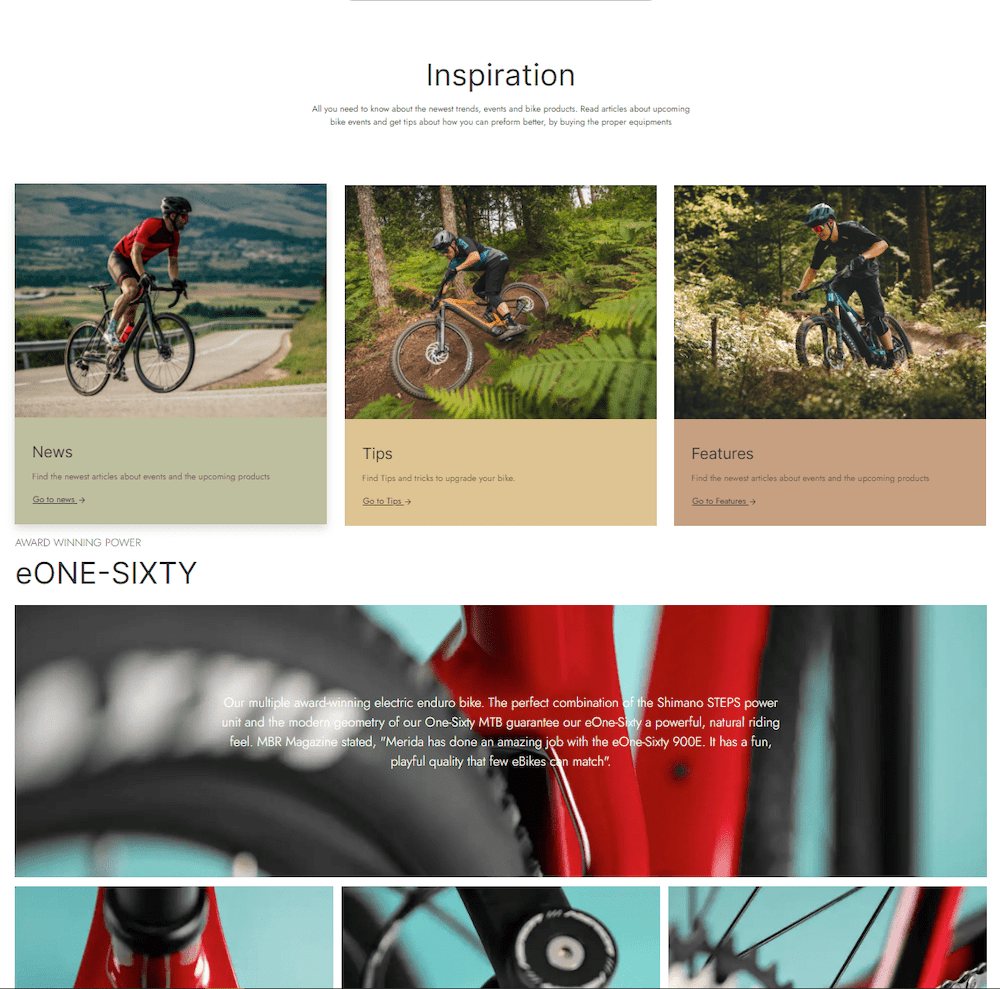 Inspiration
All you need to know about the newest trends, events and bike products. Read articles about upcoming
bike events and get tips about how you can preform better, by buying the proper equipments
News
Find the newest articles about events and the upcoming products
Go to news →
Tips
Find Tips and tricks to upgrade your bike.
Go to Tips →
Features
Find the newest articles about events and the upcoming products
Go to Features →
AWARD WINNING POWER
eONE-SIXTY
Our multiple award-winning electric enduro bike. The perfect combination of the Shimano STEPS power
unit and the modern geometry of our One-Sixty MTB guarantee our eOne-Sixty a powerful, natural riding
feel. MBR Magazine stated, "Merida has done an amazing job with the eOne-Sixty 900E. It has a fun,
playful quality that few eBikes can match".